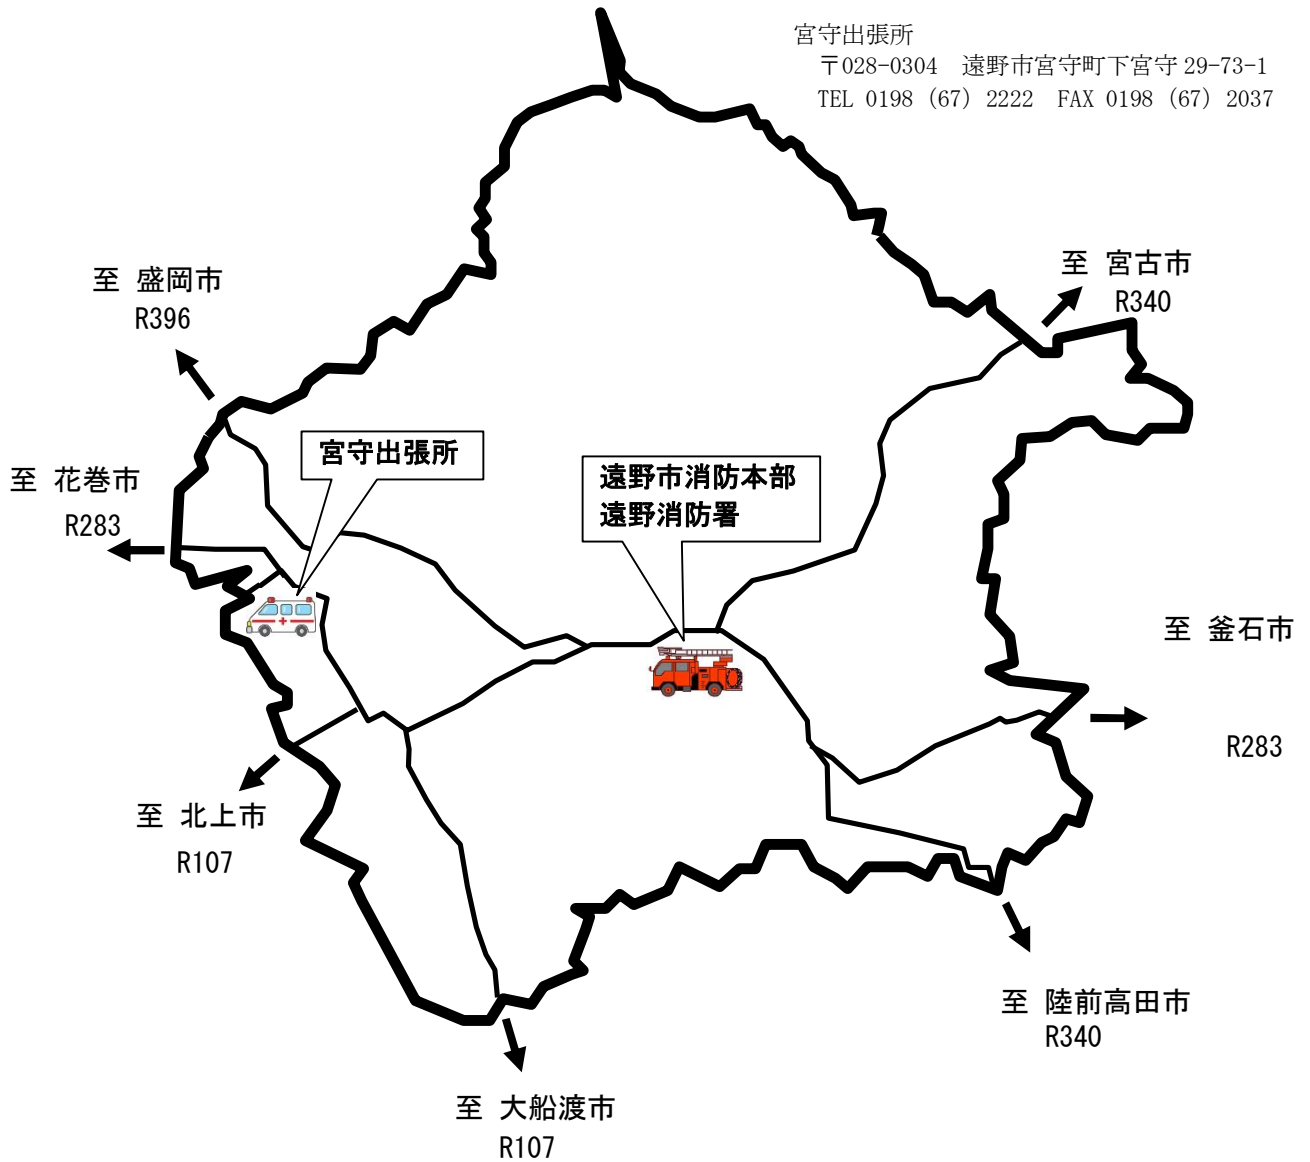 宮守出張所
〒028-0304 遠野市宮守町下宮守 29-73-1
TEL 0198 (67) 2222 FAX 0198 (67) 2037
至 宮古市
R340
至 盛岡市
R396
宮守出張所
遠野市消防本部
遠野消防署
至 花巻市
R283
至 釜石市
R283
至 北上市
R107
至 陸前高田市
R340
至 大船渡市
R107